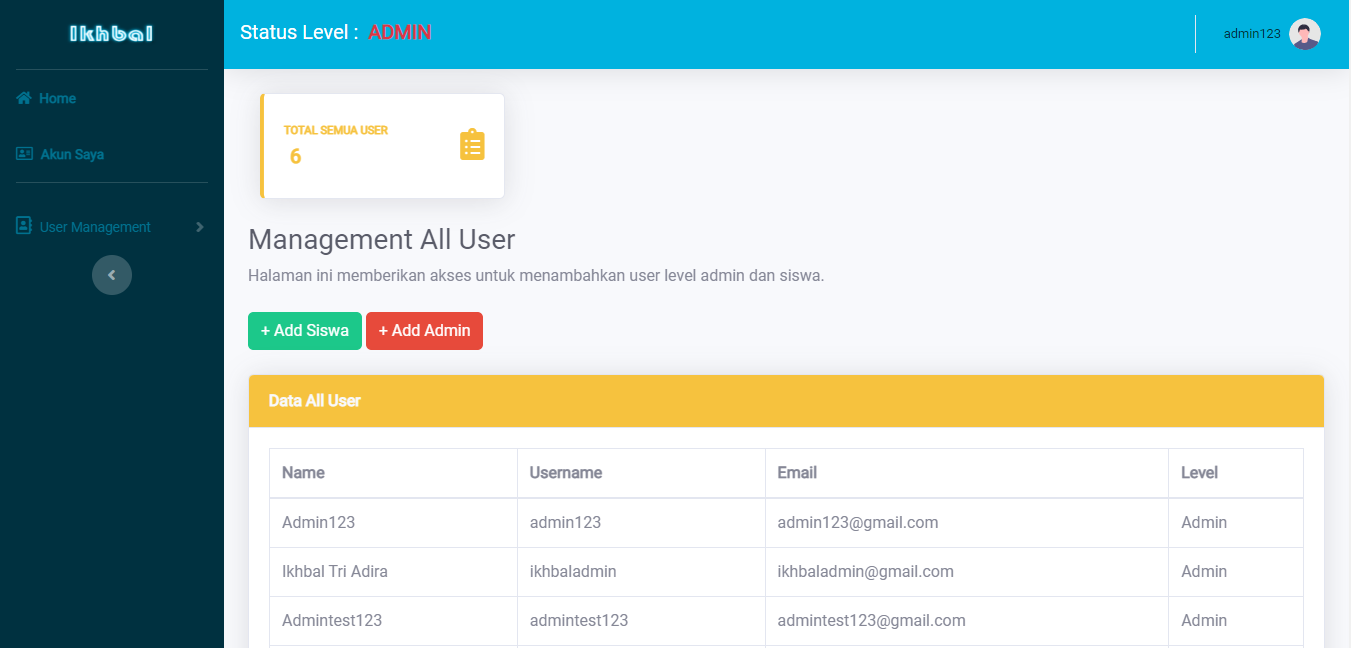 Ikhbal
Status Level : ADMIN
admin123
Home
Akun Saya
User Management
TOTAL SEMUA USER
6
Management All User
Halaman ini memberikan akses untuk menambahkan user level admin dan siswa.
+ Add Siswa + Add Admin
Data All User
Name Username Email Level
Admin123 admin123 admin123@gmail.com Admin
Ikhbal Tri Adira ikhbaladmin ikhbaladmin@gmail.com Admin
Admintest123 admintest123 admintest123@gmail.com Admin